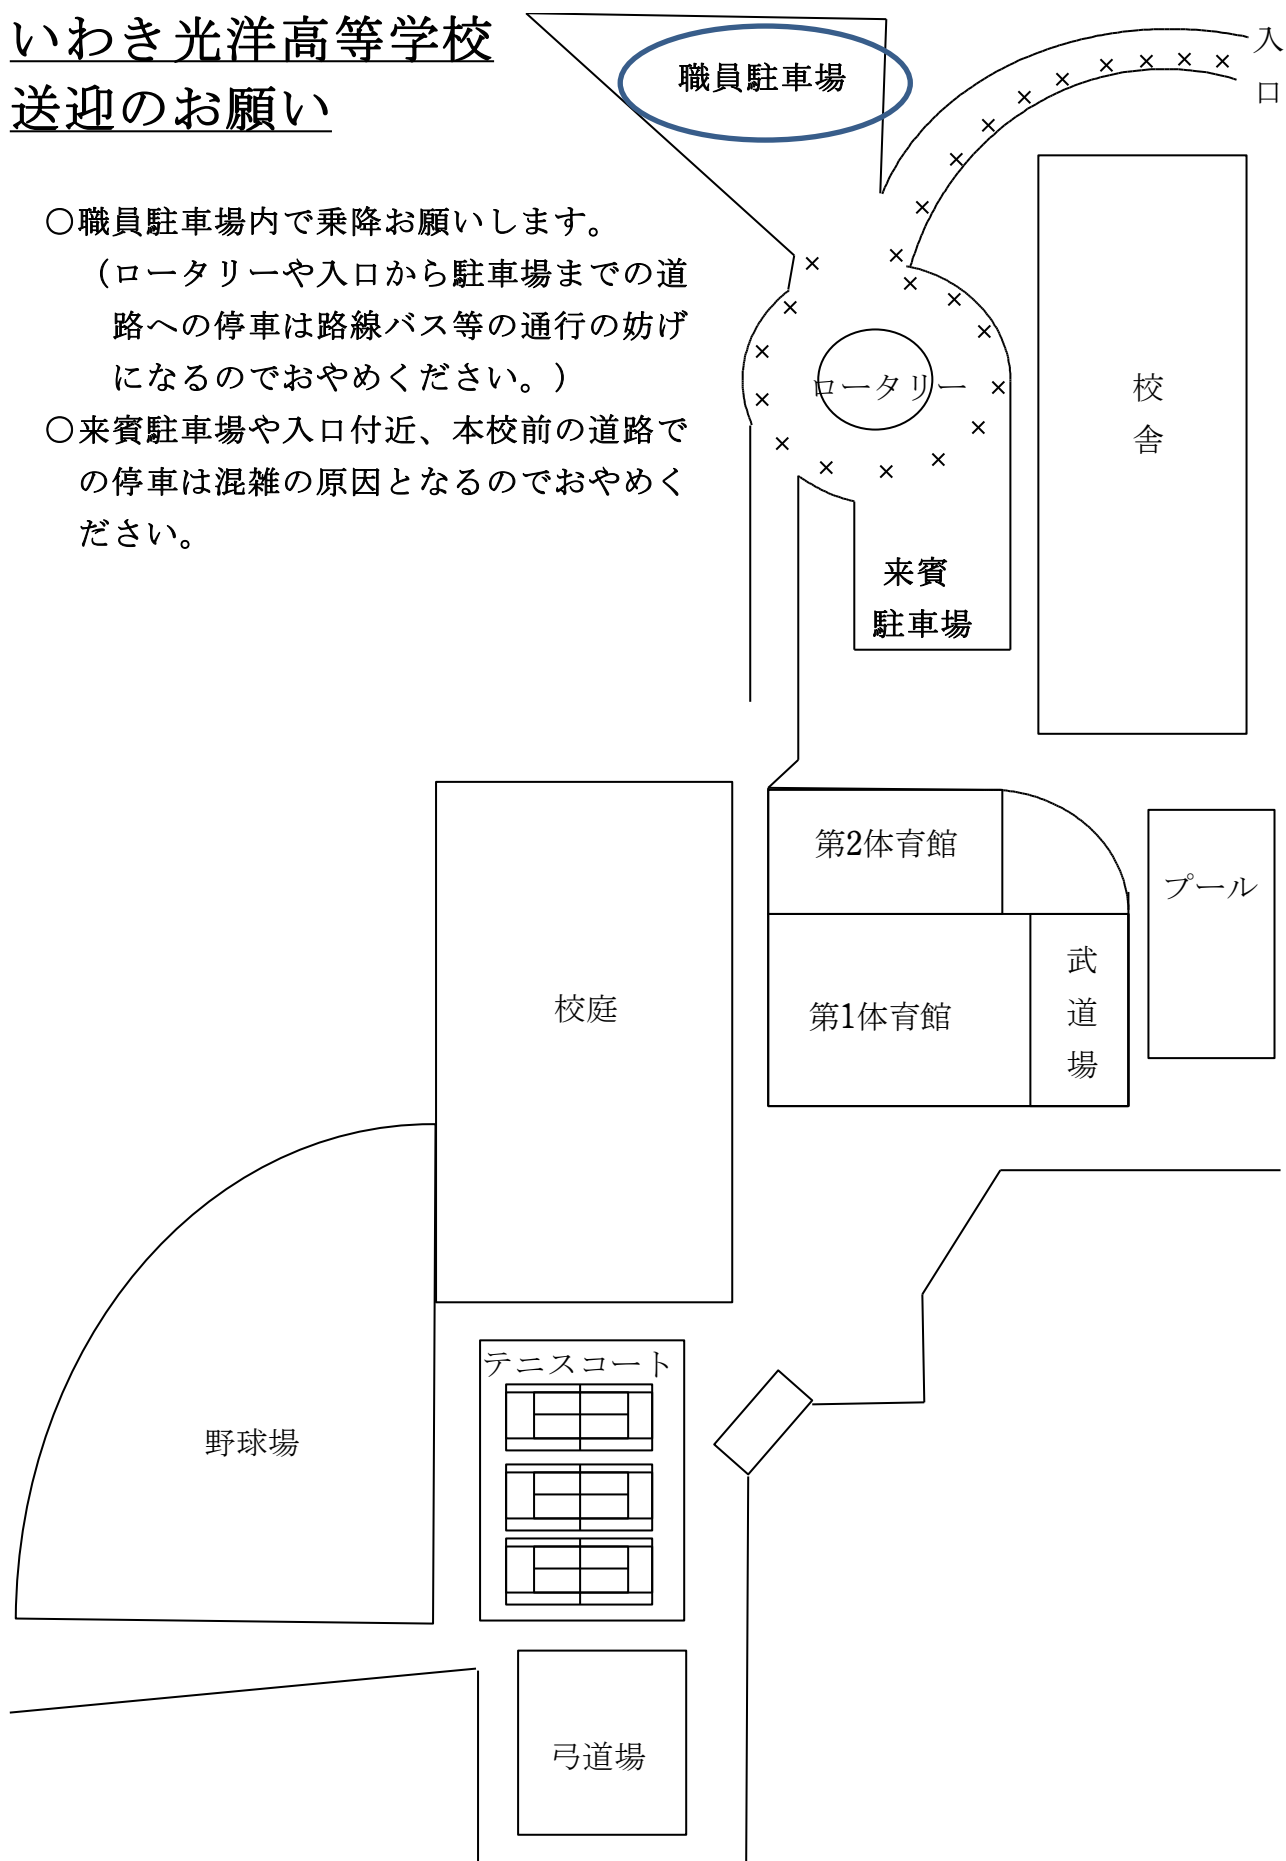 いわき光洋高等学校
送迎のお願い
職員駐車場
入
口
○職員駐車場内で乗降お願いします。
（ロータリーや入口から駐車場までの道
路への停車は路線バス等の通行の妨げ
になるのでおやめください。）
○来賓駐車場や入口付近、本校前の道路で
の停車は混雑の原因となるのでおやめく
ださい。
ロータリー
校
舎
来賓
駐車場
第2体育館
プール
校庭
第1体育館
武
道
場
テニスコート
野球場
弓道場